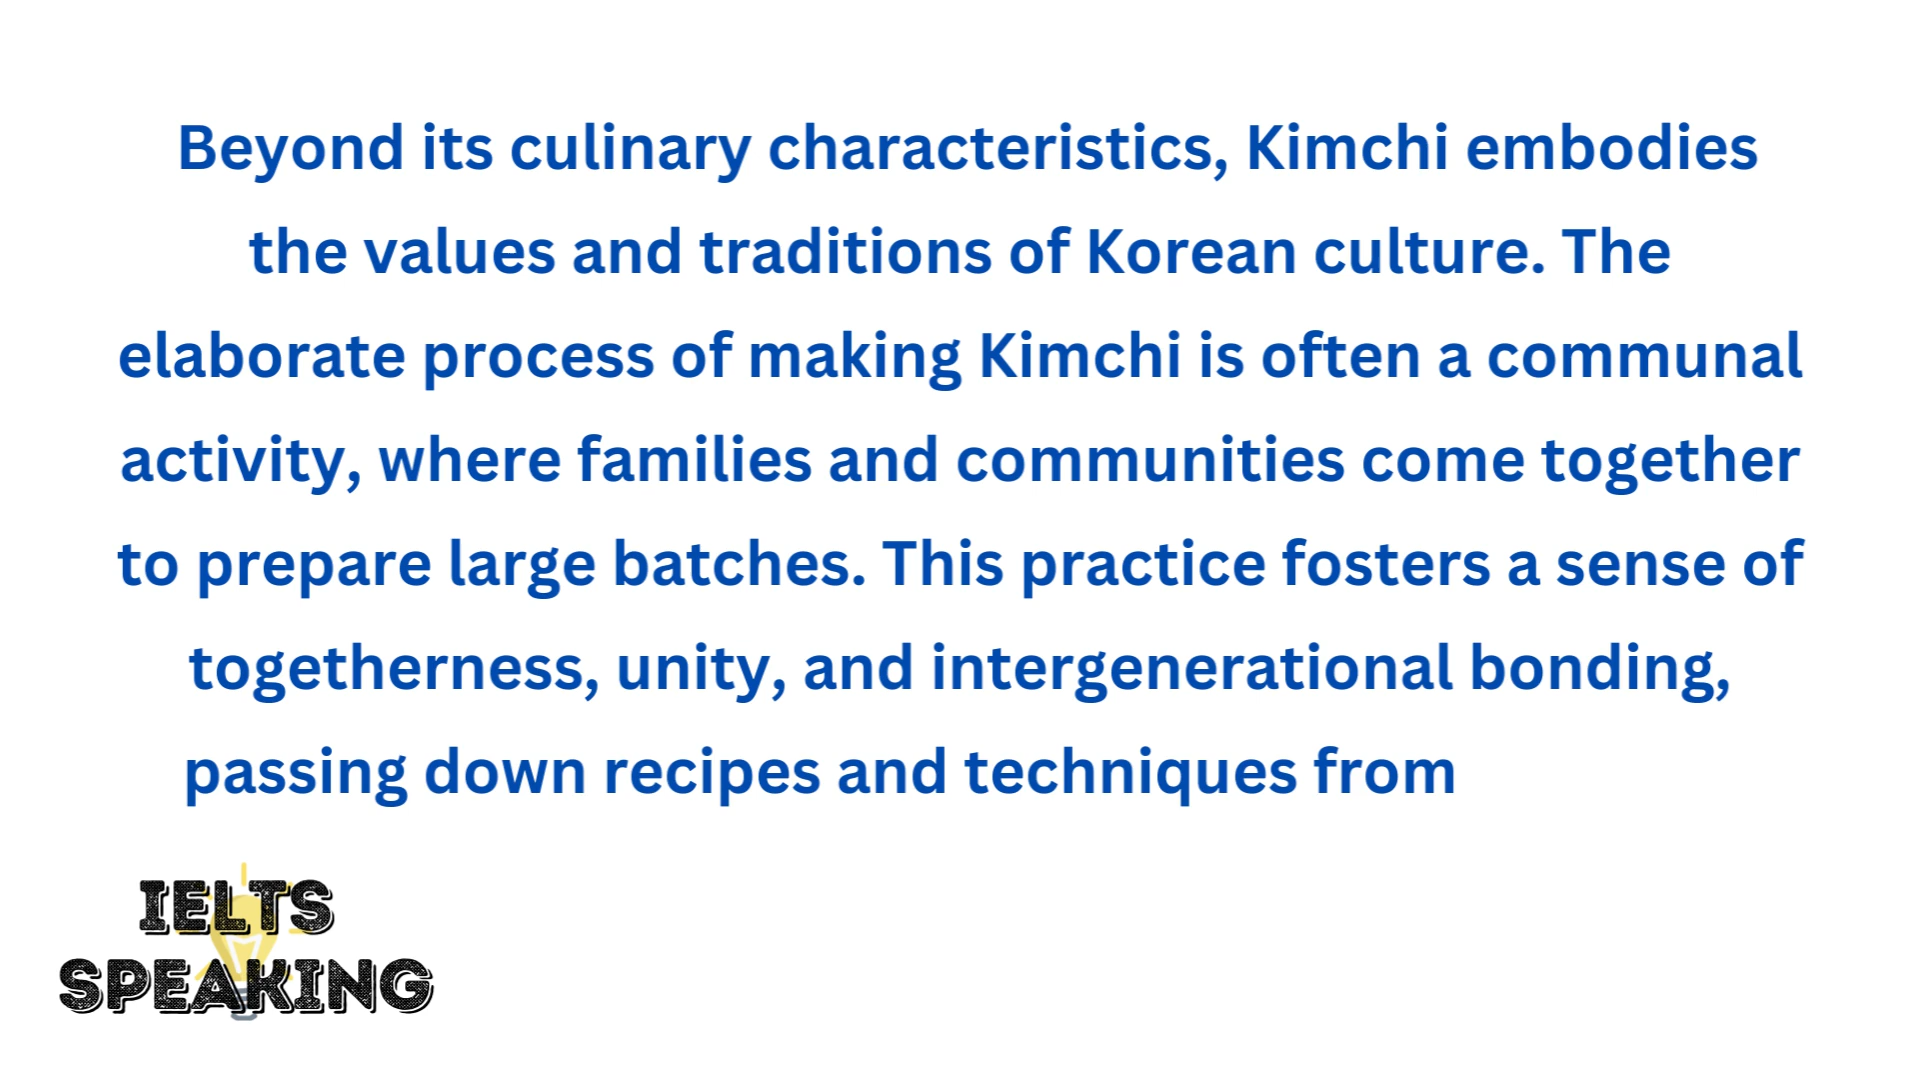 Beyond its culinary characteristics, Kimchi embodies
the values and traditions of Korean culture. The
elaborate process of making Kimchi is often a communal
activity, where families and communities come together
to prepare large batches. This practice fosters a sense of
togetherness, unity, and intergenerational bonding,
passing down recipes and techniques from
IELTS
SPEAKING